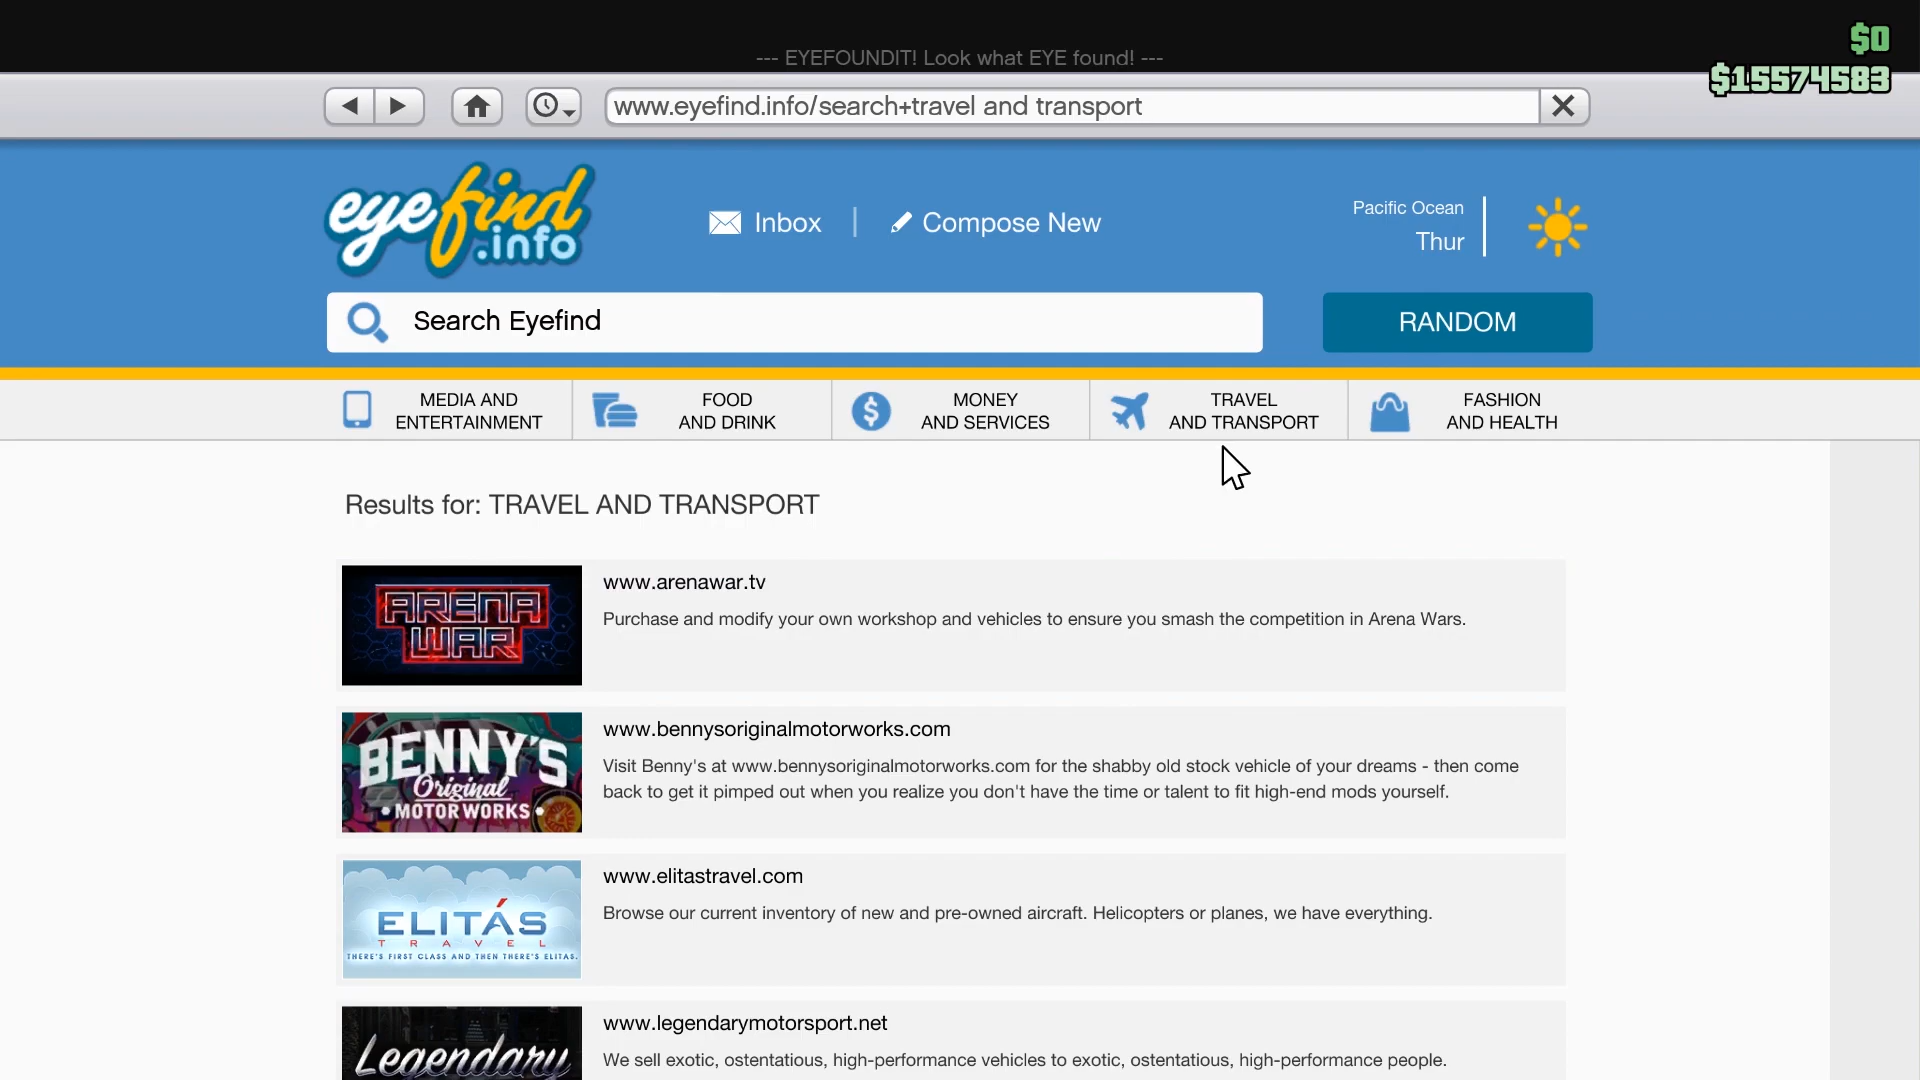 $0
--- EYEFOUNDIT! Look what EYE found! ---
$15574583
www.eyefind.info/search+travel and transport
eyefind
.info
Inbox
Compose New
Pacific Ocean
Thur
Search Eyefind
RANDOM
MEDIA AND
ENTERTAINMENT
FOOD
AND DRINK
MONEY
AND SERVICES
TRAVEL
AND TRANSPORT
FASHION
AND HEALTH
Results for: TRAVEL AND TRANSPORT
ARENA
WAR
www.arenawar.tv
Purchase and modify your own workshop and vehicles to ensure you smash the competition in Arena Wars.
BENNY'S
Original
MOTOR WORKS
www.bennysoriginalmotorworks.com
Visit Benny's at www.bennysoriginalmotorworks.com for the shabby old stock vehicle of your dreams - then come
back to get it pimped out when you realize you don't have the time or talent to fit high-end mods yourself.
ELITÁS
TRAVEL
THERE'S FIRST CLASS AND THEN THERE'S ELITAS.
www.elitastravel.com
Browse our current inventory of new and pre-owned aircraft. Helicopters or planes, we have everything.
Legendary
www.legendarymotorsport.net
We sell exotic, ostentatious, high-performance vehicles to exotic, ostentatious, high-performance people.